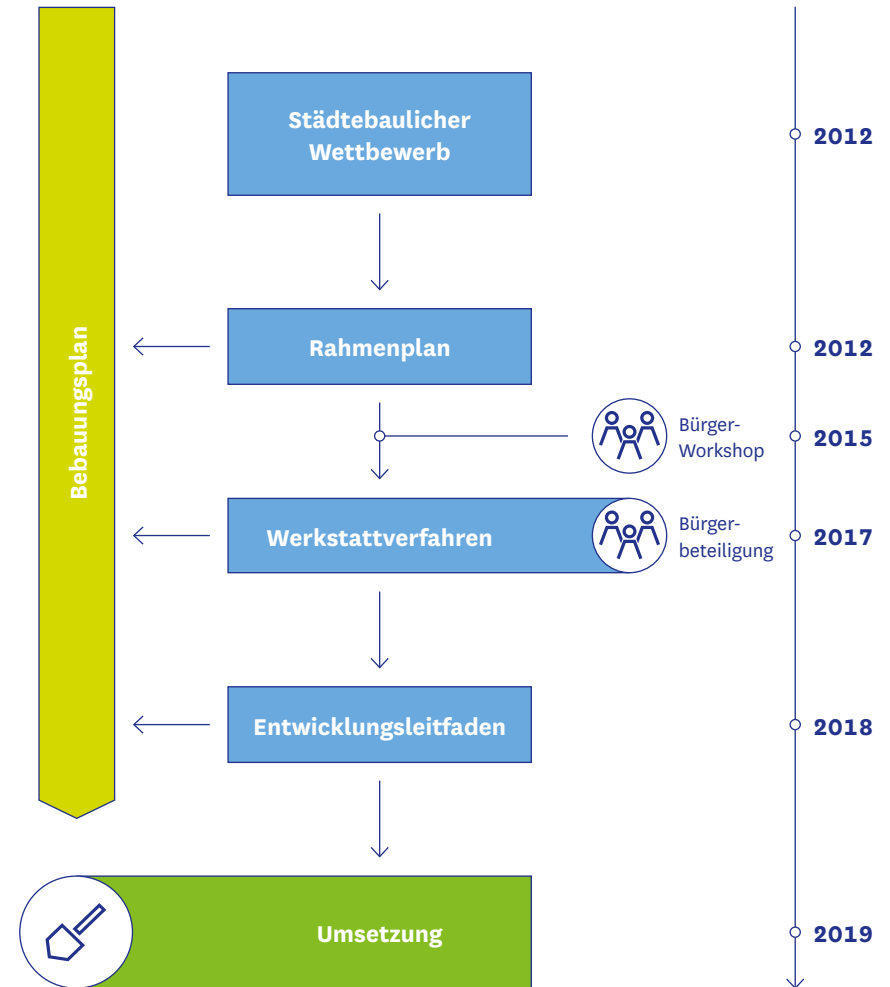 Bebauungsplan
Städtebaulicher
Wettbewerb
2012
Rahmenplan
2012
Bürger-
Workshop
2015
Werkstattverfahren
Bürger-
beteiligung
2017
Entwicklungsleitfaden
2018
Umsetzung
2019